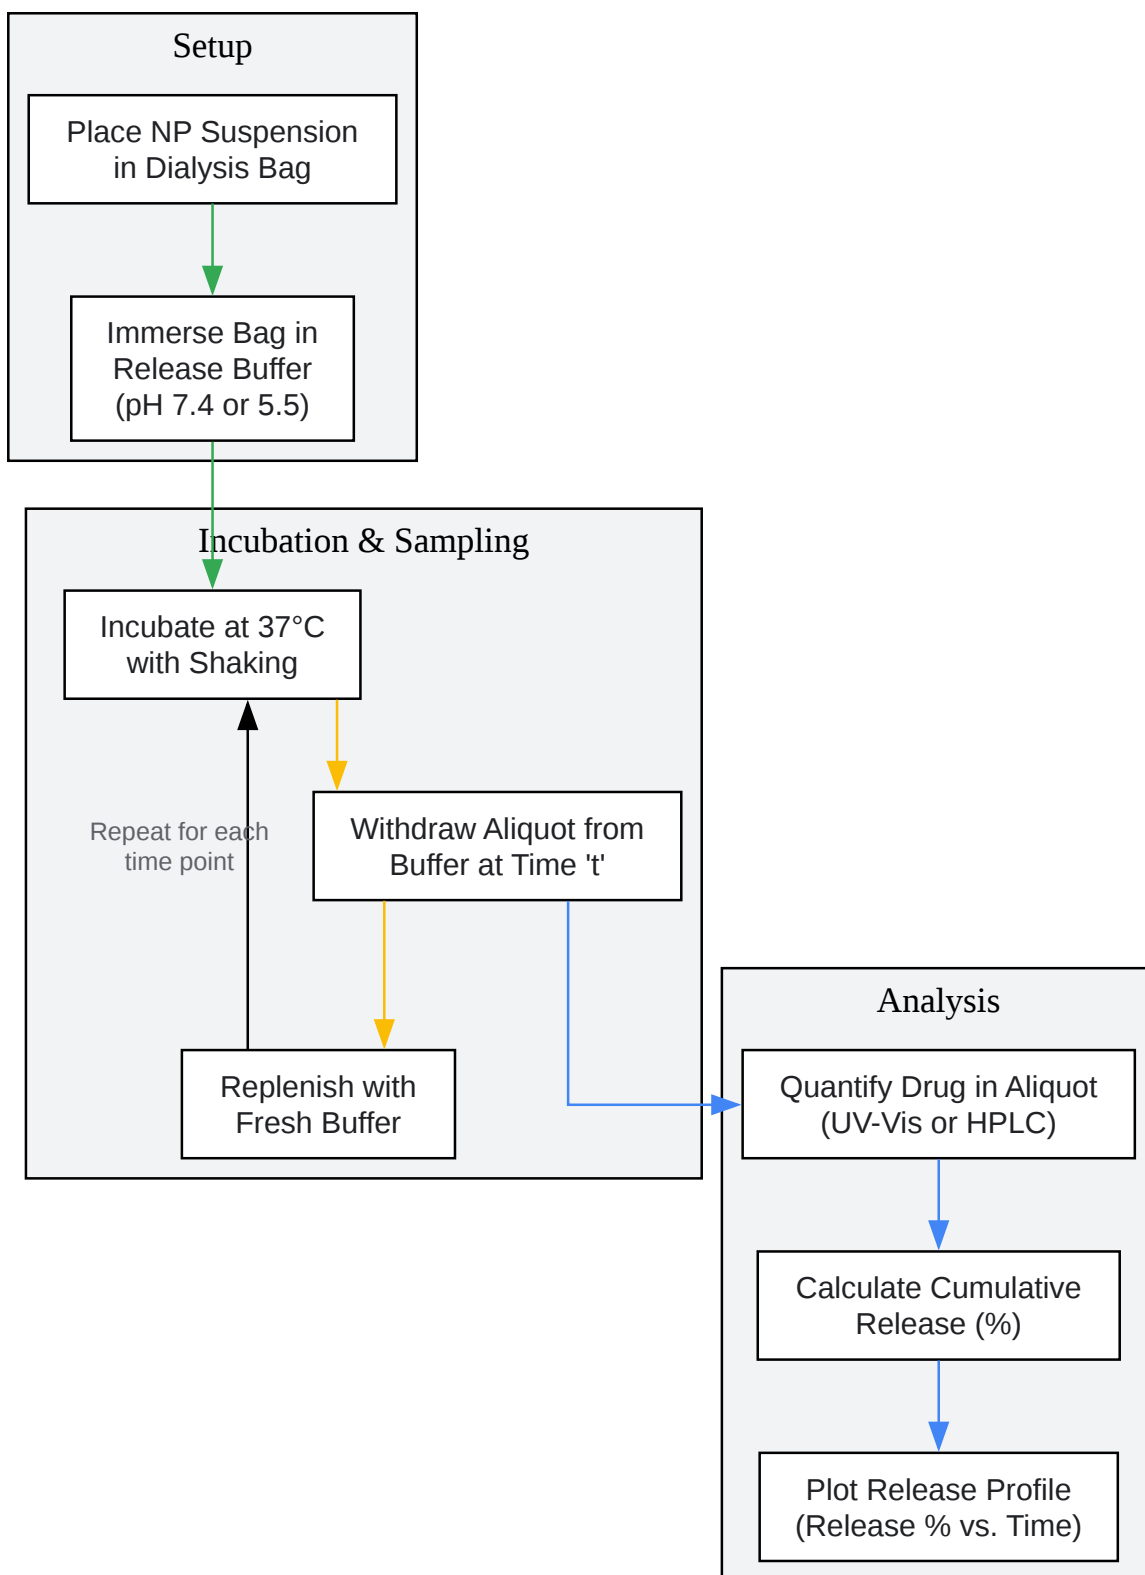 Setup
Place NP Suspension
in Dialysis Bag
Immerse Bag in
Release Buffer
(pH 7.4 or 5.5)
Incubation & Sampling
Incubate at 37°C
with Shaking
Repeat for each
time point
Withdraw Aliquot from
Buffer at Time 't'
Replenish with
Fresh Buffer
Analysis
Quantify Drug in Aliquot
(UV-Vis or HPLC)
Calculate Cumulative
Release (%)
Plot Release Profile
(Release % vs. Time)